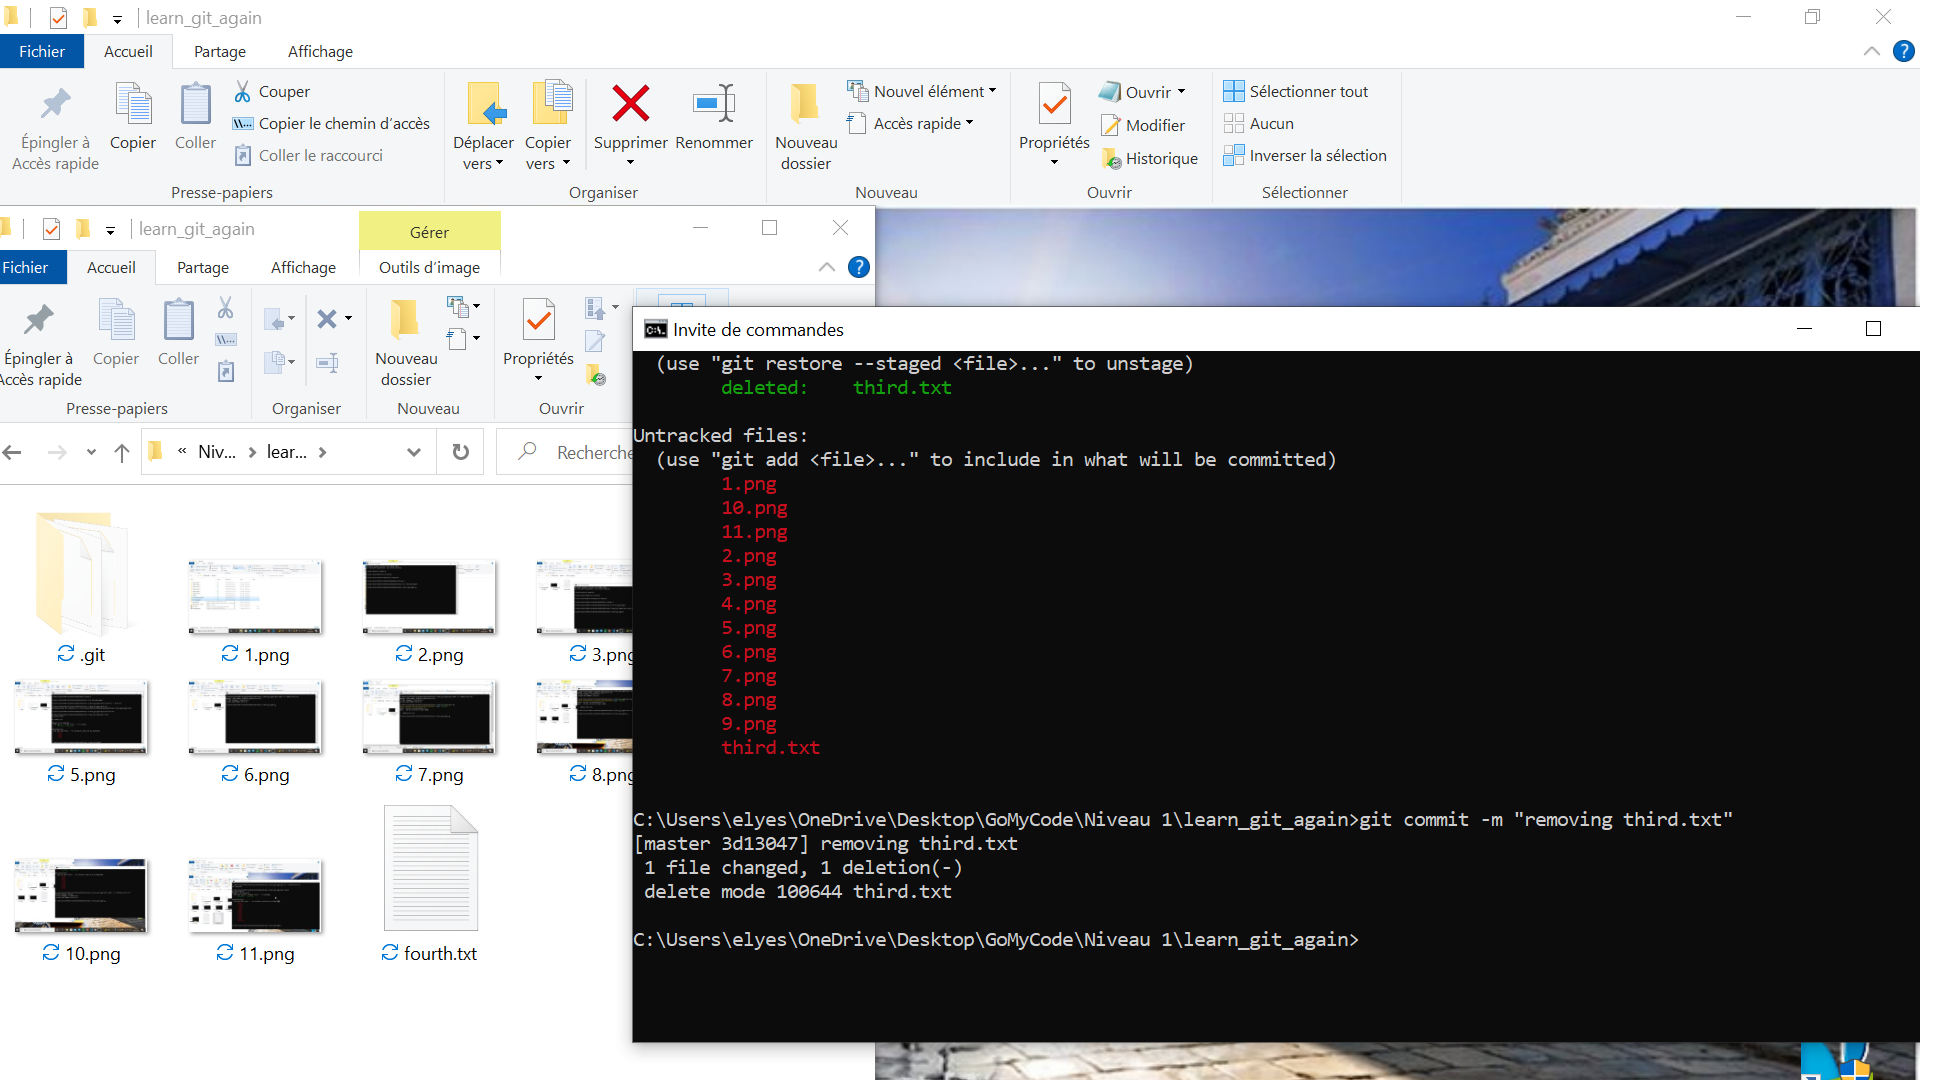 learn_git_again
Fichier
Accueil
Partage
Affichage
Épingler à
Accès rapide
Copier
Coller
Couper
Copier le chemin d'accès
Coller le raccourci
Presse-papiers
Déplacer
vers
Copier
vers
Supprimer
Renommer
Organiser
Nouveau
dossier
Nouvel élément
Accès rapide
Nouveau
Propriétés
Ouvrir
Modifier
Historique
Ouvrir
Sélectionner tout
Aucun
Inverser la sélection
Sélectionner
learn_git_again
Gérer
Fichier
Accueil
Partage
Affichage
Outils d'image
Épingler à
Accès rapide
Copier
Coller
Presse-papiers
Organiser
Nouveau
dossier
Nouveau
Propriétés
Ouvrir
« Niv... > lear... >
Recherche
.git
1.png
2.png
3.png
5.png
6.png
7.png
8.png
10.png
11.png
fourth.txt
Invite de commandes
(use "git restore --staged <file>..." to unstage)
deleted:    third.txt
Untracked files:
(use "git add <file>..." to include in what will be committed)
1.png
10.png
11.png
2.png
3.png
4.png
5.png
6.png
7.png
8.png
9.png
third.txt
C:\Users\elyes\OneDrive\Desktop\GoMyCode\Niveau 1\learn_git_again>git commit -m "removing third.txt"
[master 3d13047] removing third.txt
1 file changed, 1 deletion(-)
delete mode 100644 third.txt
C:\Users\elyes\OneDrive\Desktop\GoMyCode\Niveau 1\learn_git_again>